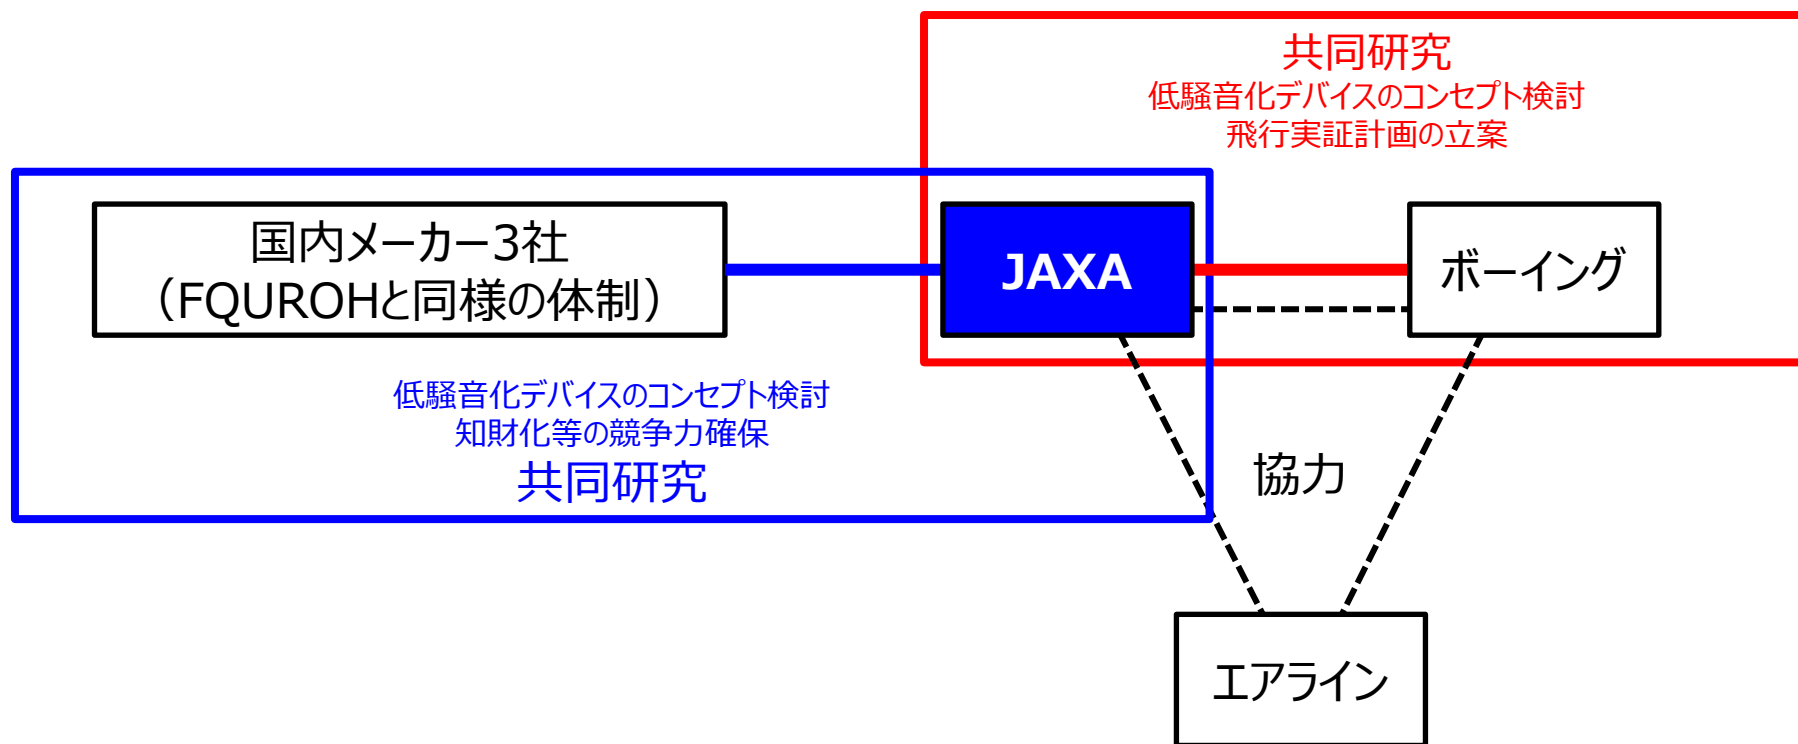 共同研究
低騒音化デバイスのコンセプト検討
飛行実証計画の立案
国内メーカー3社
（FQUROHと同様の体制）
JAXA
ボーイング
低騒音化デバイスのコンセプト検討
知財化等の競争力確保
共同研究
協力
エアライン